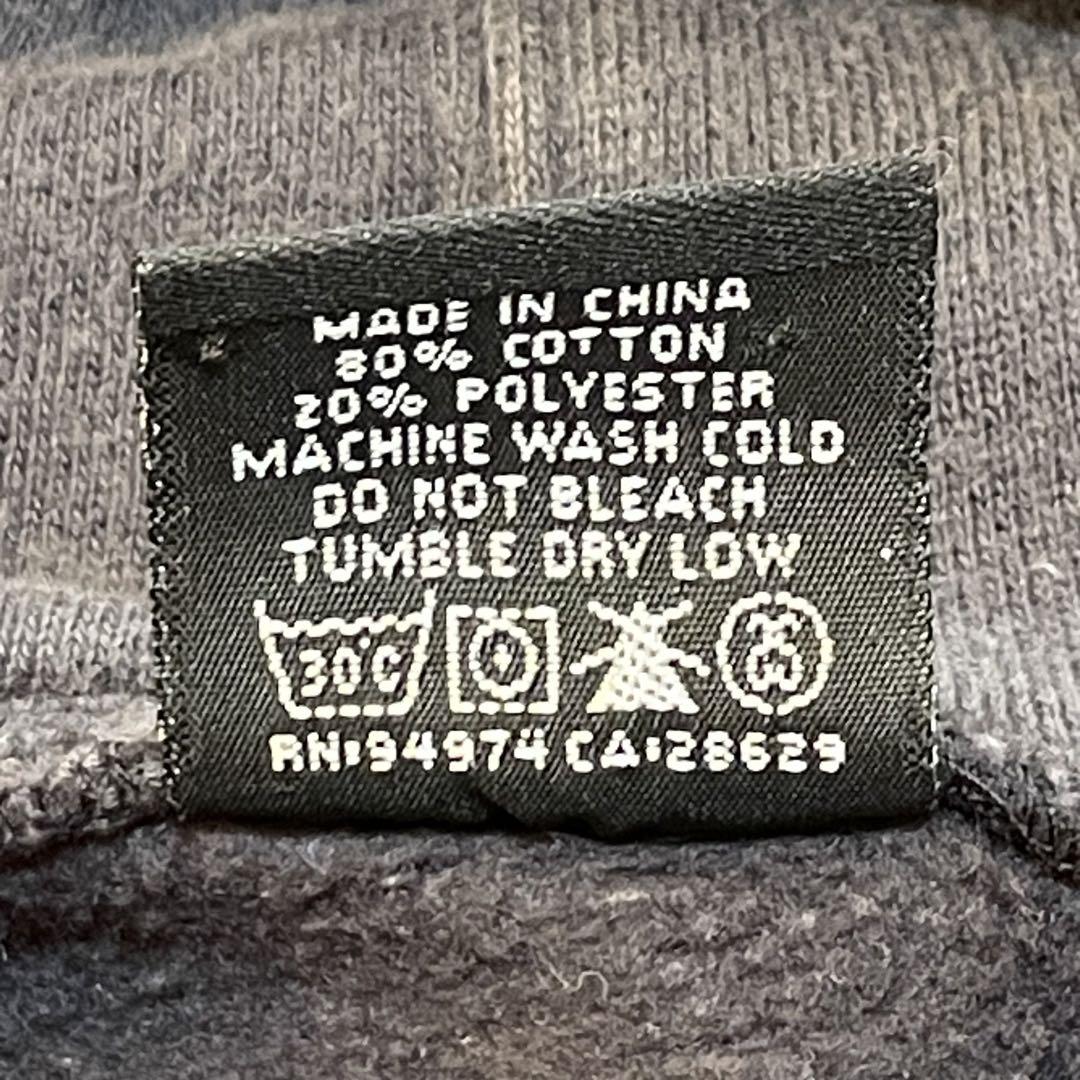 MADE IN CHINA
80% COTTON
20% POLYESTER
MACHINE WASH COLD
DO NOT BLEACH
TUMBLE DRY LOW
30°C
RN:94974 CA:28629